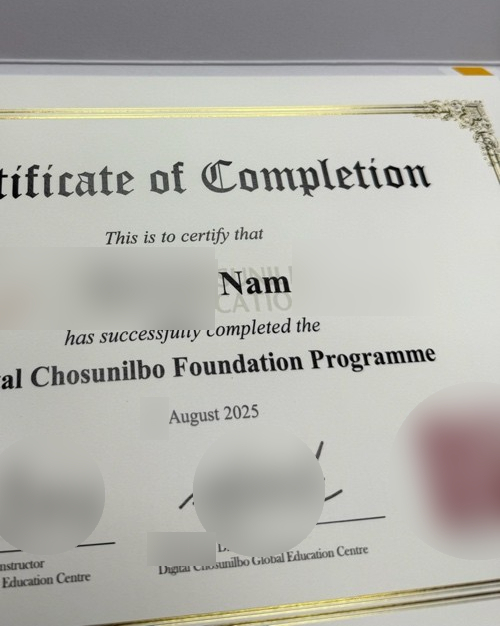 tificate of Completion
This is to certify that
Nam
has successfully completed the
al Chosunilbo Foundation Programme
August 2025
nstructor
Education Centre
Digital Chosunilbo Global Education Centre